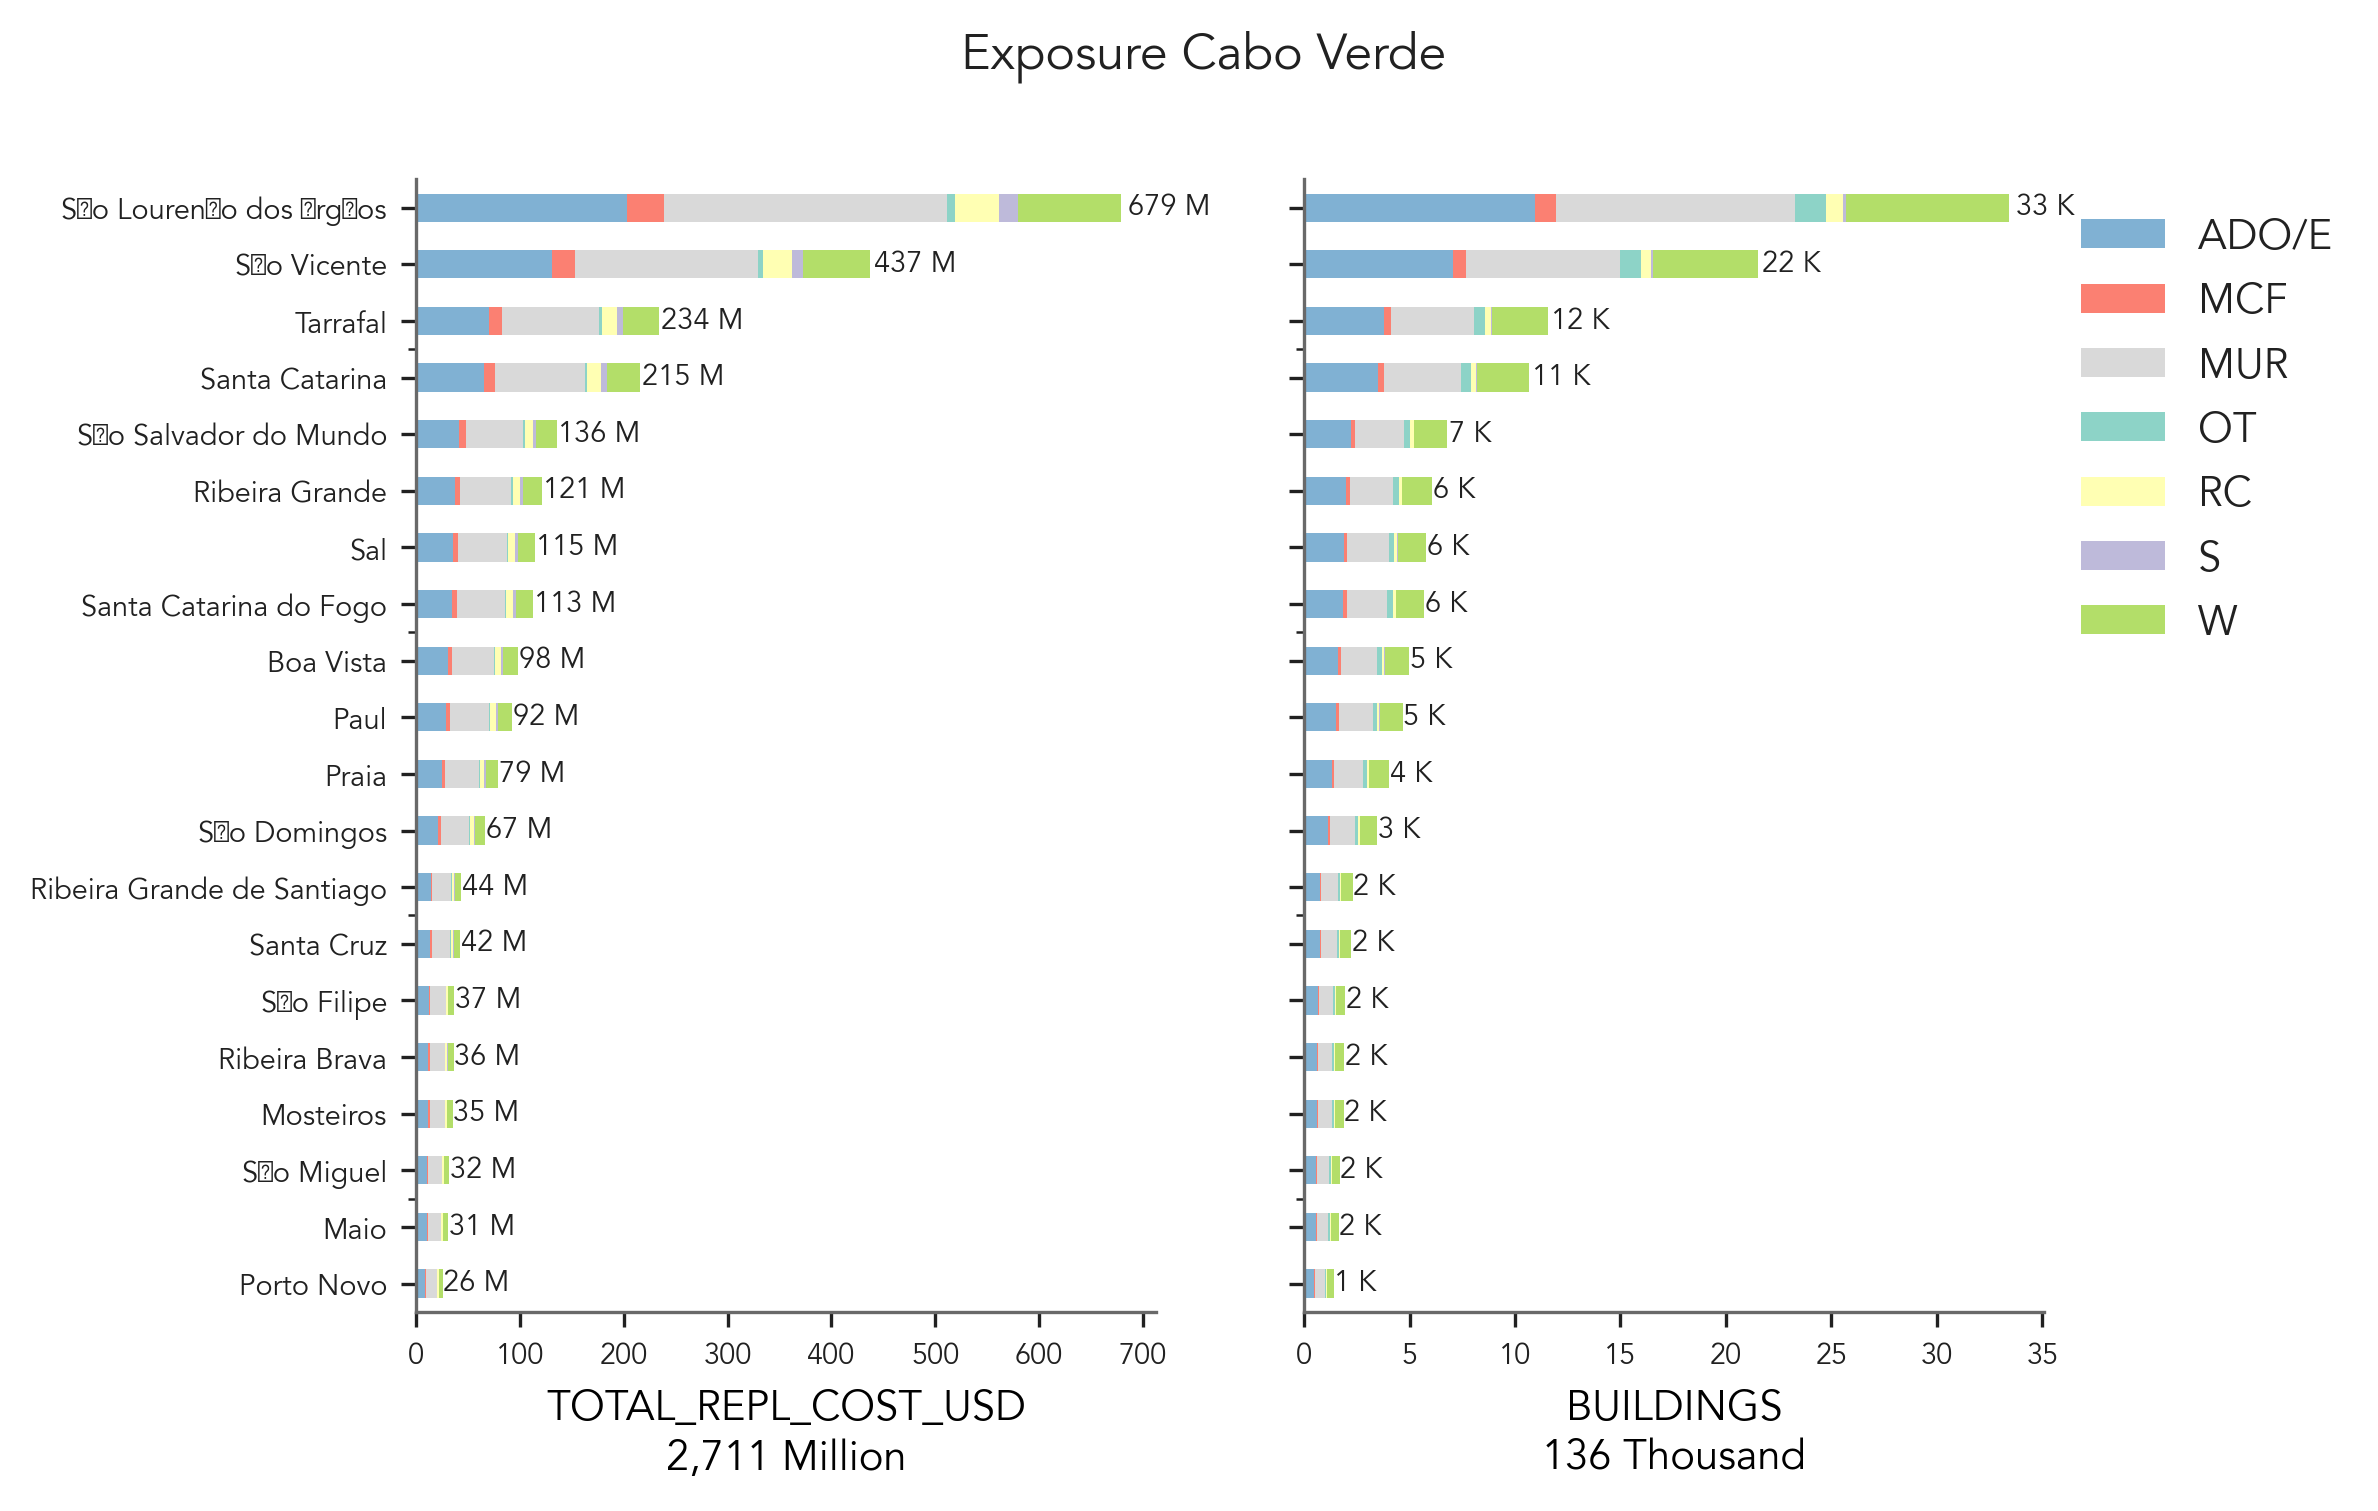 Exposure Cabo Verde
S�o Louren�o dos �rg�os
S�o Vicente
Tarrafal
Santa Catarina
S�o Salvador do Mundo
Ribeira Grande
Sal
Santa Catarina do Fogo
Boa Vista
Paul
Praia
S�o Domingos
Ribeira Grande de Santiago
Santa Cruz
S�o Filipe
Ribeira Brava
Mosteiros
S�o Miguel
Maio
Porto Novo
679 M
437 M
234 M
215 M
136 M
121 M
115 M
113 M
98 M
92 M
79 M
67 M
44 M
42 M
37 M
36 M
35 M
32 M
31 M
26 M
0 100 200 300 400 500 600 700
TOTAL_REPL_COST_USD
2,711 Million
33 K
22 K
12 K
11 K
7 K
6 K
6 K
6 K
5 K
5 K
4 K
3 K
2 K
2 K
2 K
2 K
2 K
2 K
2 K
1 K
0 5 10 15 20 25 30 35
BUILDINGS
136 Thousand
ADO/E
MCF
MUR
OT
RC
S
W